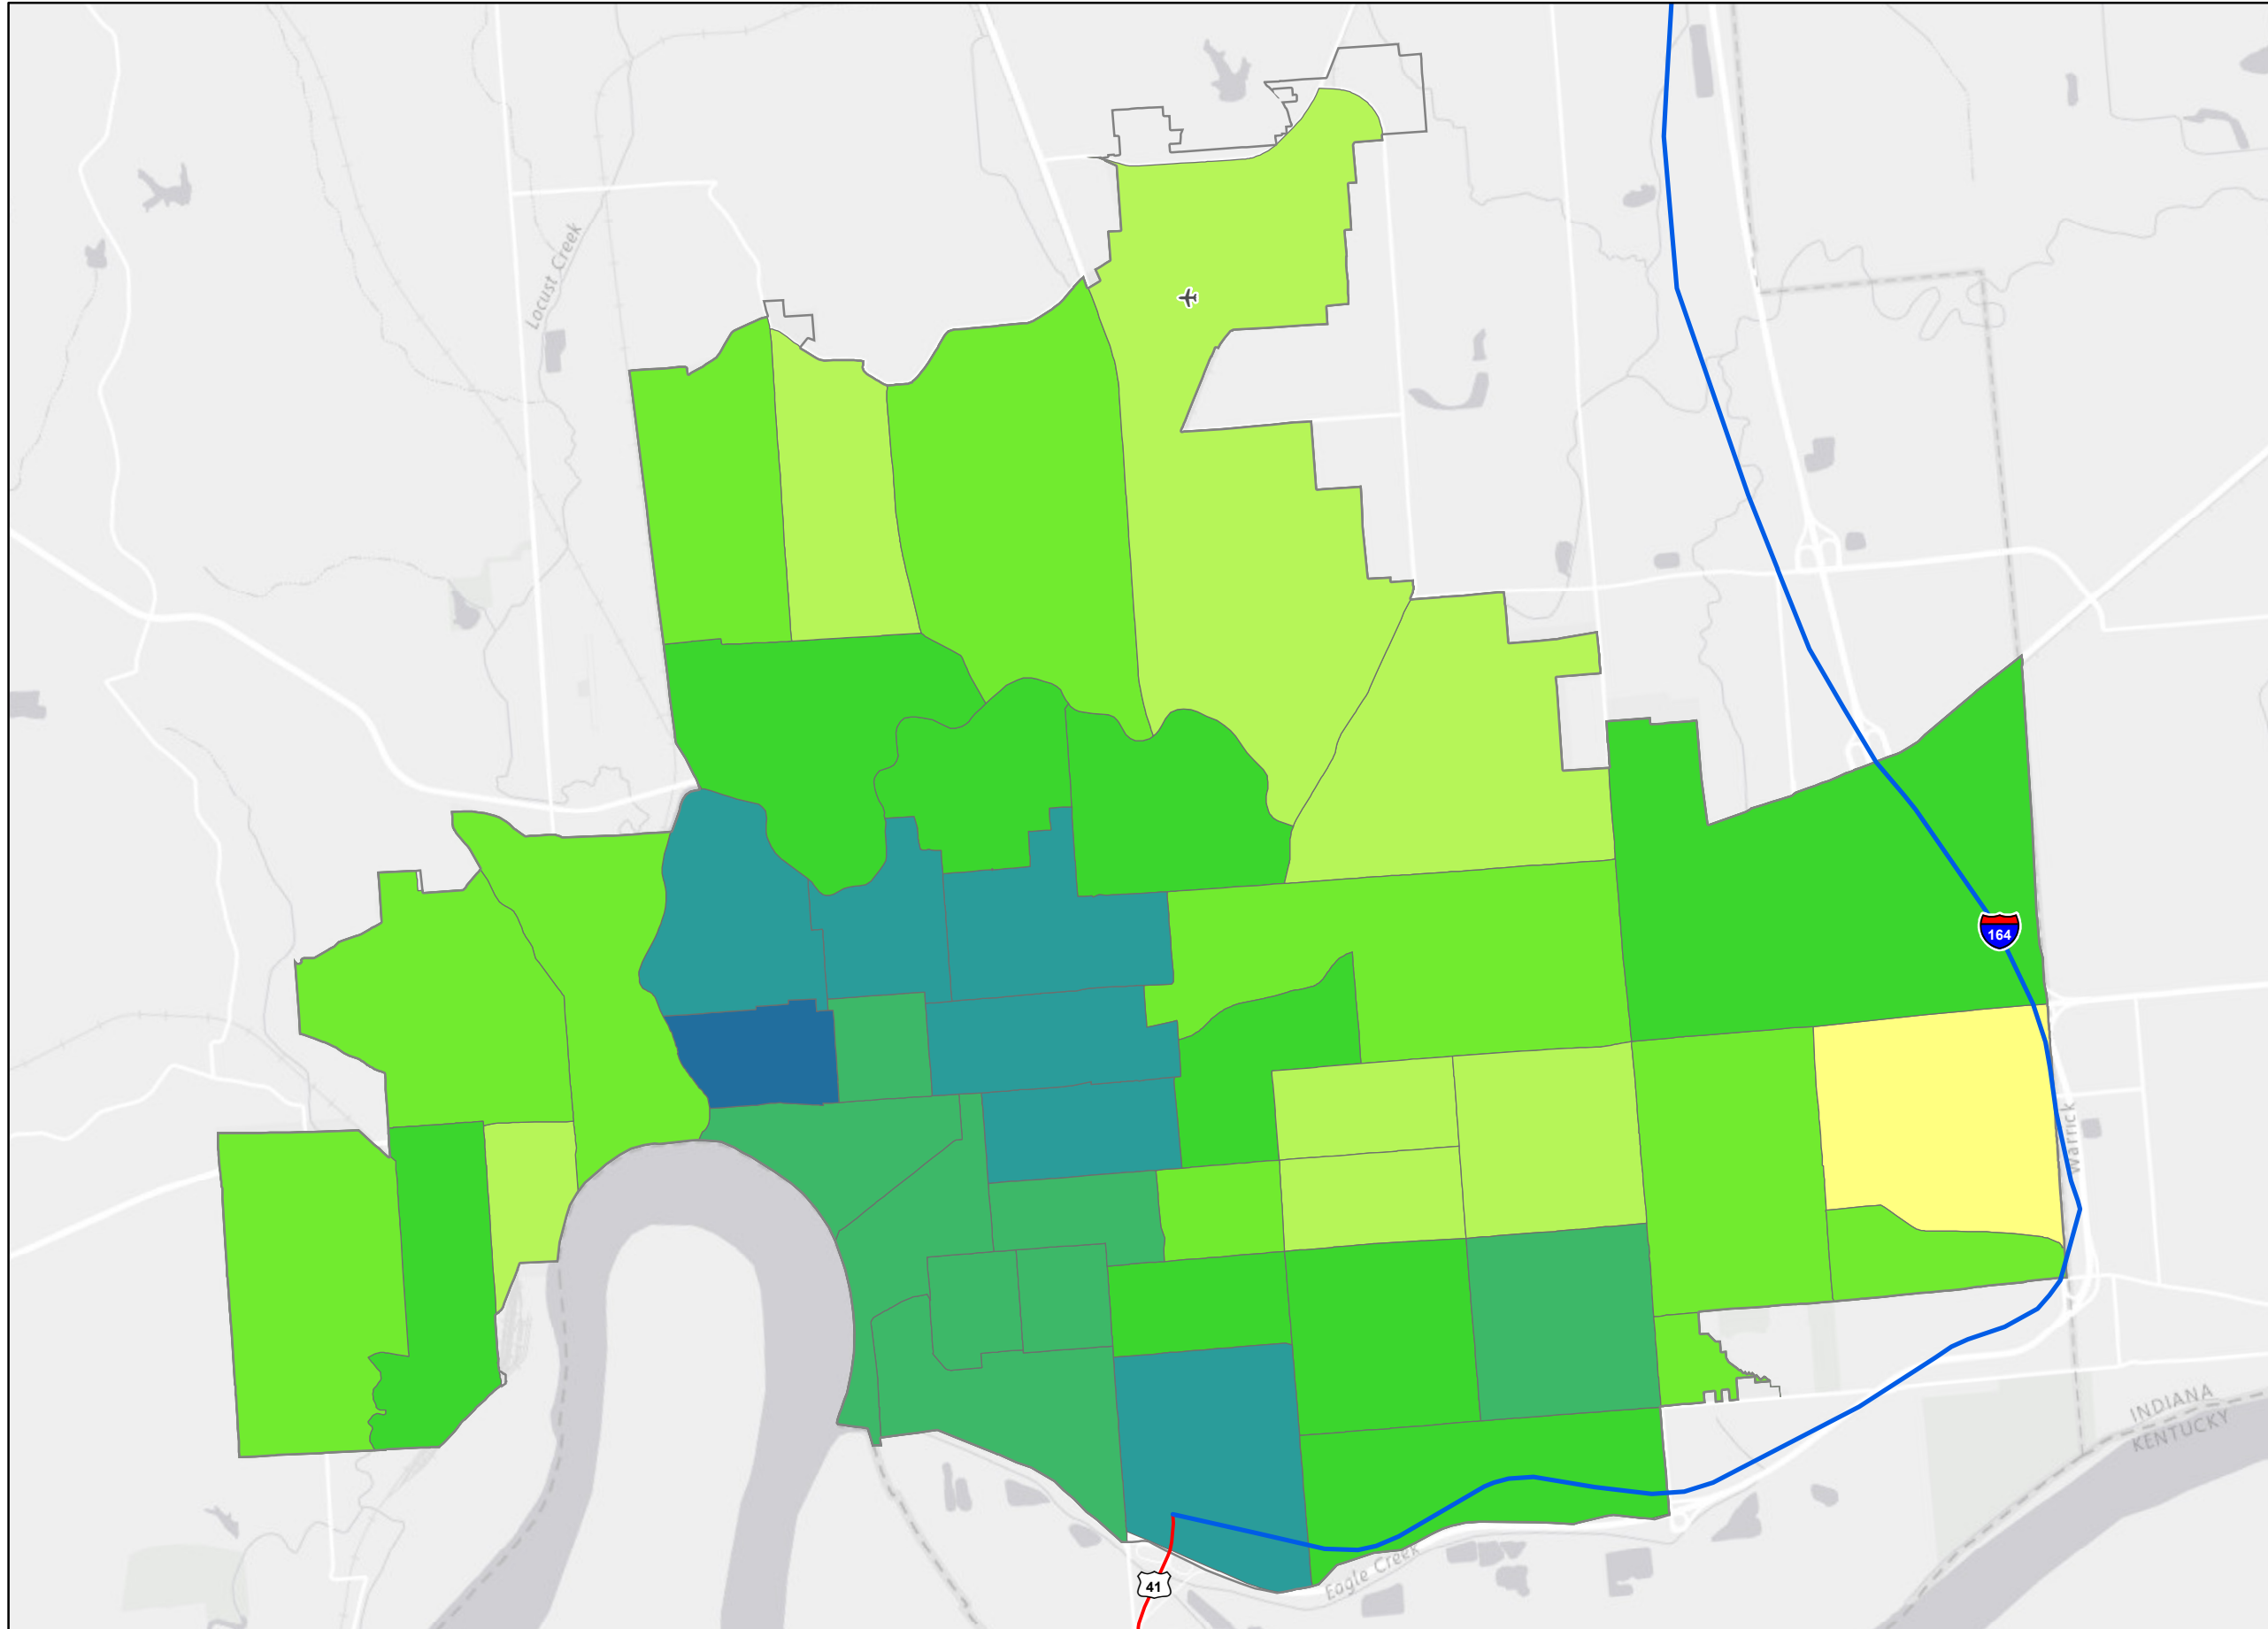 Locust Creek
164
Warrick
INDIANA
KENTUCKY
Eagle Creek
41